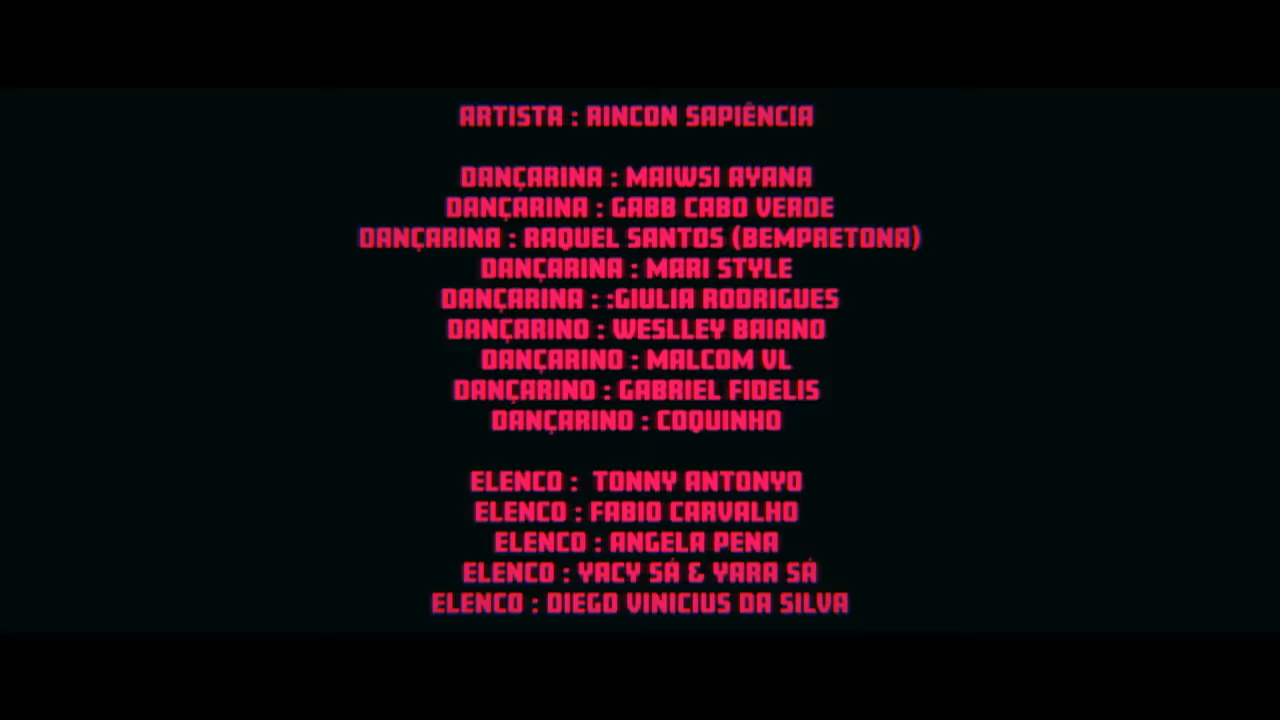 ARTISTA : RINCON SAPIÊNCIA
DANÇARINA : MAIWSI AYANA
DANÇARINA : GABB CABO VERDE
DANÇARINA : RAQUEL SANTOS (BEMPRETONA)
DANÇARINA : MARI STYLE
DANÇARINA : :GIULIA RODRIGUES
DANÇARINO : WESLLEY BAIANO
DANÇARINO : MALCOM VL
DANÇARINO : GABRIEL FIDELIS
DANÇARINO : COQUINHO
ELENCO :  TONNY ANTONYO
ELENCO : FABIO CARVALHO
ELENCO : ANGELA PENA
ELENCO : YACY SÁ & YARA SÁ
ELENCO : DIEGO VINICIUS DA SILVA